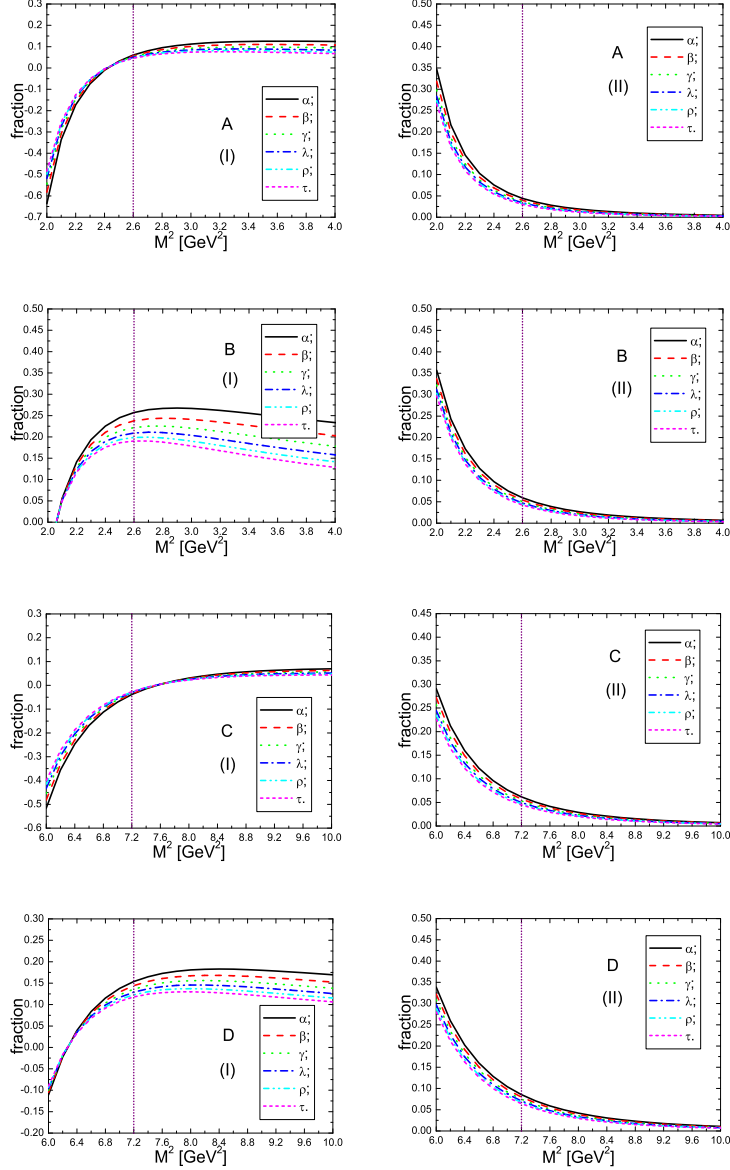 0.3
0.2
0.1
0.0
-0.1
-0.2
-0.3
-0.4
-0.5
-0.6
-0.7
fraction
A
(I)
α;
β;
γ;
λ;
ρ;
τ.
2.0 2.2 2.4 2.6 2.8 3.0 3.2 3.4 3.6 3.8 4.0
M² [GeV²]
0.50
0.45
0.40
0.35
0.30
0.25
0.20
0.15
0.10
0.05
0.00
fraction
A
(II)
α;
β;
γ;
λ;
ρ;
τ.
2.0 2.2 2.4 2.6 2.8 3.0 3.2 3.4 3.6 3.8 4.0
M² [GeV²]
0.50
0.45
0.40
0.35
0.30
0.25
0.20
0.15
0.10
0.05
0.00
fraction
B
(I)
α;
β;
γ;
λ;
ρ;
τ.
2.0 2.2 2.4 2.6 2.8 3.0 3.2 3.4 3.6 3.8 4.0
M² [GeV²]
0.50
0.45
0.40
0.35
0.30
0.25
0.20
0.15
0.10
0.05
0.00
fraction
B
(II)
α;
β;
γ;
λ;
ρ;
τ.
2.0 2.2 2.4 2.6 2.8 3.0 3.2 3.4 3.6 3.8 4.0
M² [GeV²]
0.3
0.2
0.1
0.0
-0.1
-0.2
-0.3
-0.4
-0.5
-0.6
fraction
C
(I)
α;
β;
γ;
λ;
ρ;
τ.
6.0 6.4 6.8 7.2 7.6 8.0 8.4 8.8 9.2 9.6 10.0
M² [GeV²]
0.45
0.40
0.35
0.30
0.25
0.20
0.15
0.10
0.05
0.00
fraction
C
(II)
α;
β;
γ;
λ;
ρ;
τ.
6.0 6.4 6.8 7.2 7.6 8.0 8.4 8.8 9.2 9.6 10.0
M² [GeV²]
0.30
0.25
0.20
0.15
0.10
0.05
0.00
-0.05
-0.10
-0.15
-0.20
fraction
D
(I)
α;
β;
γ;
λ;
ρ;
τ.
6.0 6.4 6.8 7.2 7.6 8.0 8.4 8.8 9.2 9.6 10.0
M² [GeV²]
0.50
0.45
0.40
0.35
0.30
0.25
0.20
0.15
0.10
0.05
0.00
fraction
D
(II)
α;
β;
γ;
λ;
ρ;
τ.
6.0 6.4 6.8 7.2 7.6 8.0 8.4 8.8 9.2 9.6 10.0
M² [GeV²]